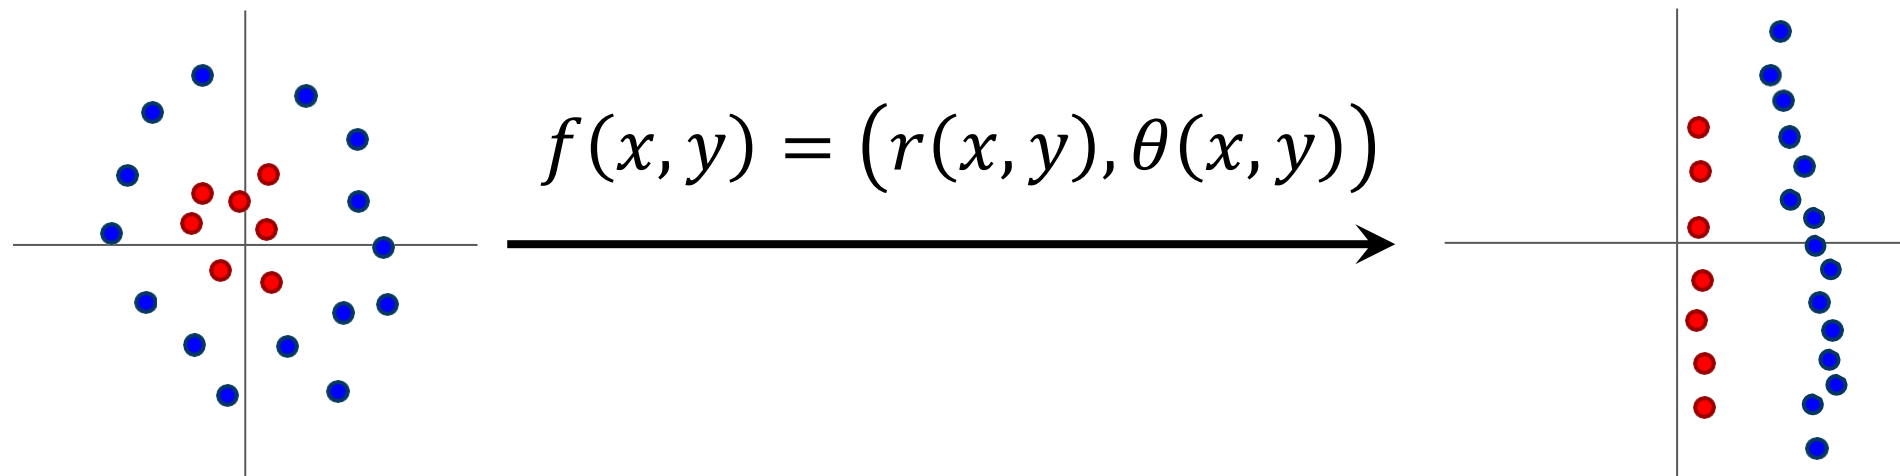 f(x, y) = (r(x, y), θ(x, y))